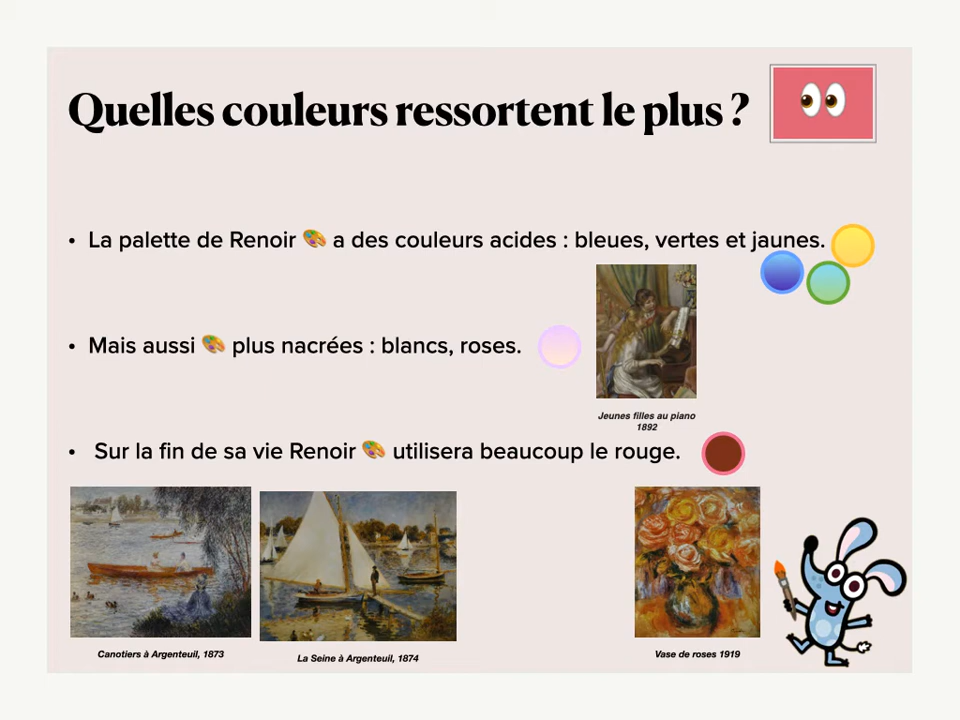 Quelles couleurs ressortent le plus ?
• La palette de Renoir 🎨 a des couleurs acides : bleues, vertes et jaunes.
• Mais aussi 🎨 plus nacrées : blancs, roses.
Jeunes filles au piano
1892
• Sur la fin de sa vie Renoir 🎨 utilisera beaucoup le rouge.
Canotiers à Argenteuil, 1873
La Seine à Argenteuil, 1874
Vase de roses 1919